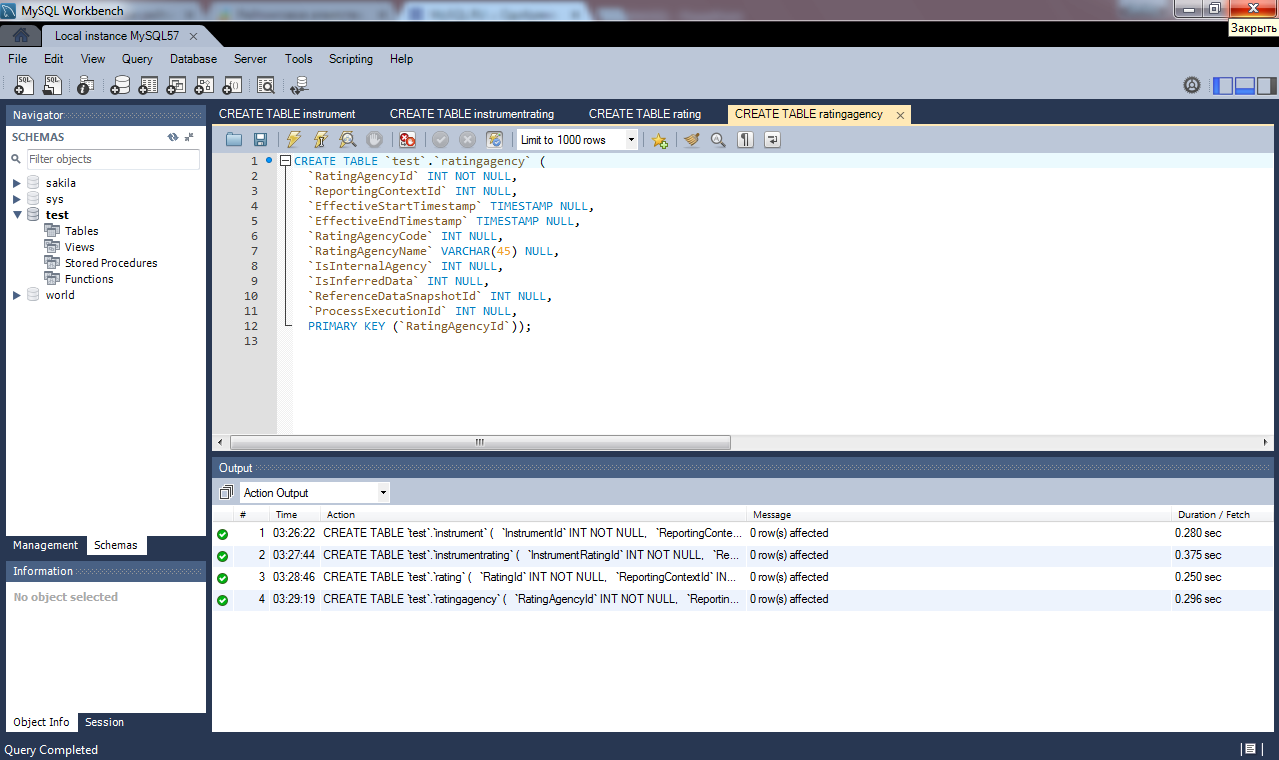 MySQL Workbench
Закрыть
Local instance MySQL57
File Edit View Query Database Server Tools Scripting Help
Navigator
SCHEMAS
Filter objects
sakila
sys
test
Tables
Views
Stored Procedures
Functions
world
Management Schemas
Information
No object selected
Object Info Session
CREATE TABLE instrument CREATE TABLE instrumentrating CREATE TABLE rating CREATE TABLE ratingagency
Limit to 1000 rows
1 CREATE TABLE `test`.`ratingagency` (
2 `RatingAgencyId` INT NOT NULL,
3 `ReportingContextId` INT NULL,
4 `EffectiveStartTimestamp` TIMESTAMP NULL,
5 `EffectiveEndTimestamp` TIMESTAMP NULL,
6 `RatingAgencyCode` INT NULL,
7 `RatingAgencyName` VARCHAR(45) NULL,
8 `IsInternalAgency` INT NULL,
9 `IsInferredData` INT NULL,
10 `ReferenceDataSnapshotId` INT NULL,
11 `ProcessExecutionId` INT NULL,
12 PRIMARY KEY (`RatingAgencyId`));
13
Output
Action Output
# Time Action Message Duration / Fetch
1 03:26:22 CREATE TABLE `test`.`instrument` ( `InstrumentId` INT NOT NULL, `ReportingConte... 0 row(s) affected 0.280 sec
2 03:27:44 CREATE TABLE `test`.`instrumentrating` ( `InstrumentRatingId` INT NOT NULL, `Re... 0 row(s) affected 0.375 sec
3 03:28:46 CREATE TABLE `test`.`rating` ( `RatingId` INT NOT NULL, `ReportingContextId` IN... 0 row(s) affected 0.250 sec
4 03:29:19 CREATE TABLE `test`.`ratingagency` ( `RatingAgencyId` INT NOT NULL, `Reportin... 0 row(s) affected 0.296 sec
Query Completed